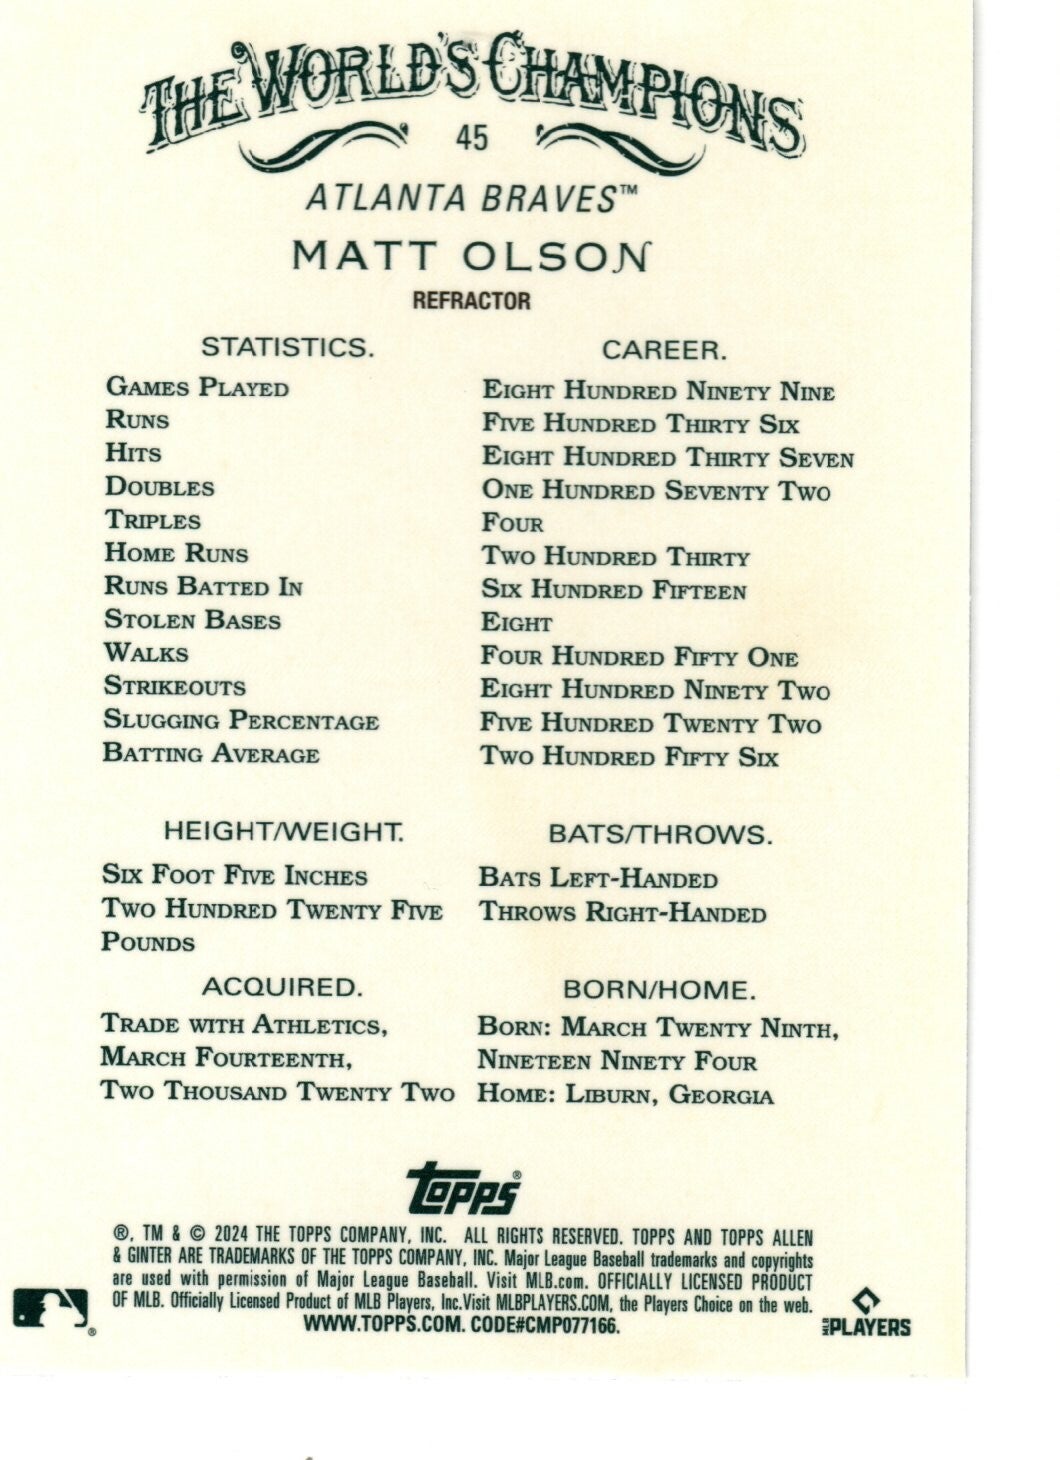 THE WORLD'S CHAMPIONS
45
ATLANTA BRAVES™
MATT OLSON
REFRACTOR
STATISTICS. CAREER.
GAMES PLAYED EIGHT HUNDRED NINETY NINE
RUNS FIVE HUNDRED THIRTY SIX
HITS EIGHT HUNDRED THIRTY SEVEN
DOUBLES ONE HUNDRED SEVENTY TWO
TRIPLES FOUR
HOME RUNS TWO HUNDRED THIRTY
RUNS BATTED IN SIX HUNDRED FIFTEEN
STOLEN BASES EIGHT
WALKS FOUR HUNDRED FIFTY ONE
STRIKEOUTS EIGHT HUNDRED NINETY TWO
SLUGGING PERCENTAGE FIVE HUNDRED TWENTY TWO
BATTING AVERAGE TWO HUNDRED FIFTY SIX
HEIGHT/WEIGHT.
SIX FOOT FIVE INCHES
TWO HUNDRED TWENTY FIVE
POUNDS
BATS/THROWS.
BATS LEFT-HANDED
THROWS RIGHT-HANDED
ACQUIRED.
TRADE WITH ATHLETICS,
MARCH FOURTEENTH,
TWO THOUSAND TWENTY TWO
BORN/HOME.
BORN: MARCH TWENTY NINTH,
NINETEEN NINETY FOUR
HOME: LIBURN, GEORGIA
topps®
®, TM & © 2024 THE TOPPS COMPANY, INC. ALL RIGHTS RESERVED. TOPPS AND TOPPS ALLEN
& GINTER ARE TRADEMARKS OF THE TOPPS COMPANY, INC. Major League Baseball trademarks and copyrights
are used with permission of Major League Baseball. Visit MLB.com. OFFICIALLY LICENSED PRODUCT
OF MLB. Officially Licensed Product of MLB Players, Inc.Visit MLBPLAYERS.COM, the Players Choice on the web.
WWW.TOPPS.COM. CODE#CMP077166.
®
MLB PLAYERS